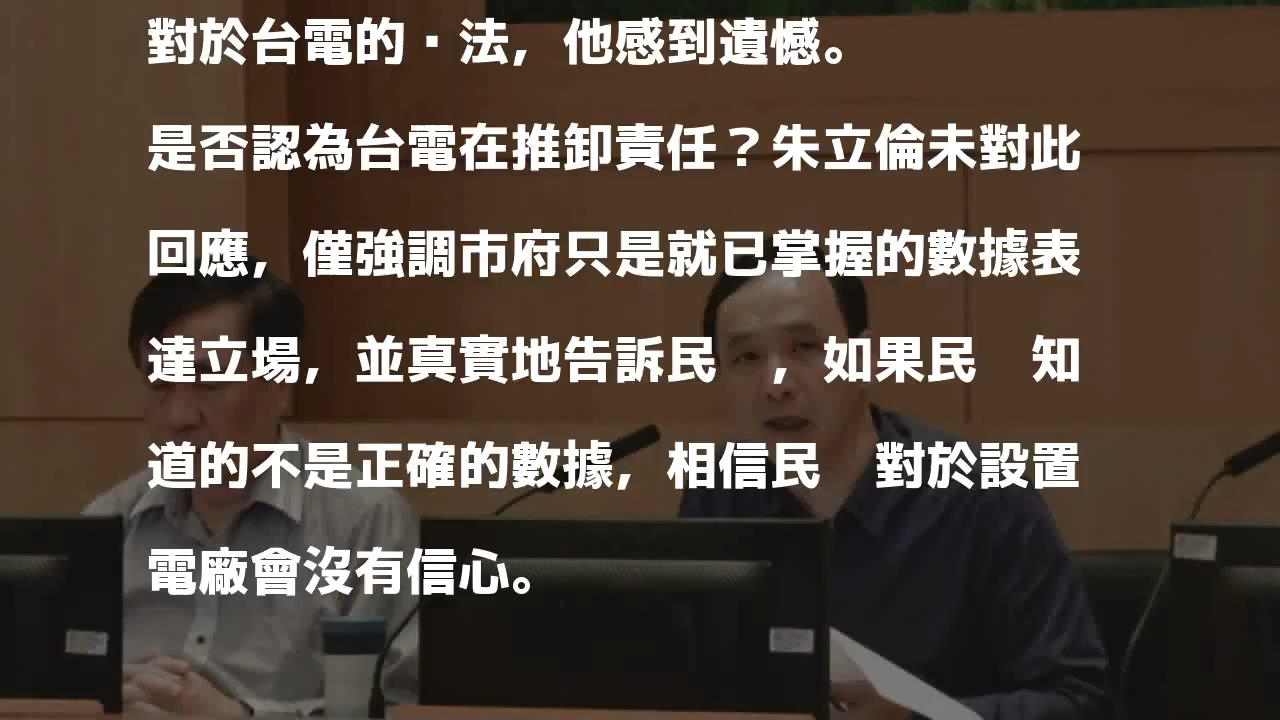 對於台電的▪法，他感到遺憾。
是否認為台電在推卸責任？朱立倫未對此
回應，僅強調市府只是就已掌握的數據表
達立場，並真實地告訴民　，如果民　知
道的不是正確的數據，相信民　對於設置
電廠會沒有信心。